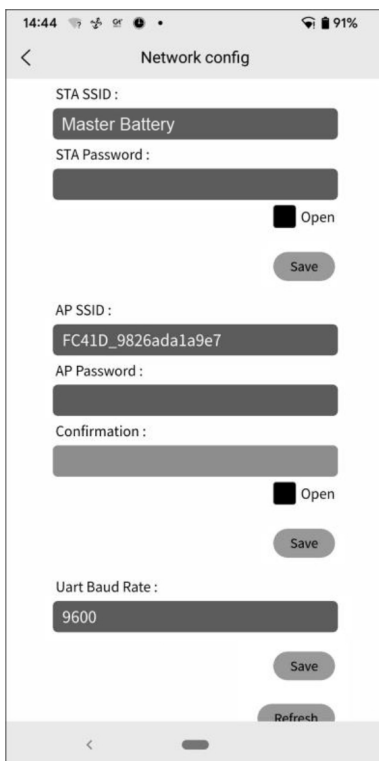 14:44 91%
Network config
STA SSID :
Master Battery
STA Password :
Open
Save
AP SSID :
FC41D_9826ada1a9e7
AP Password :
Confirmation :
Open
Save
Uart Baud Rate :
9600
Save
Refresh